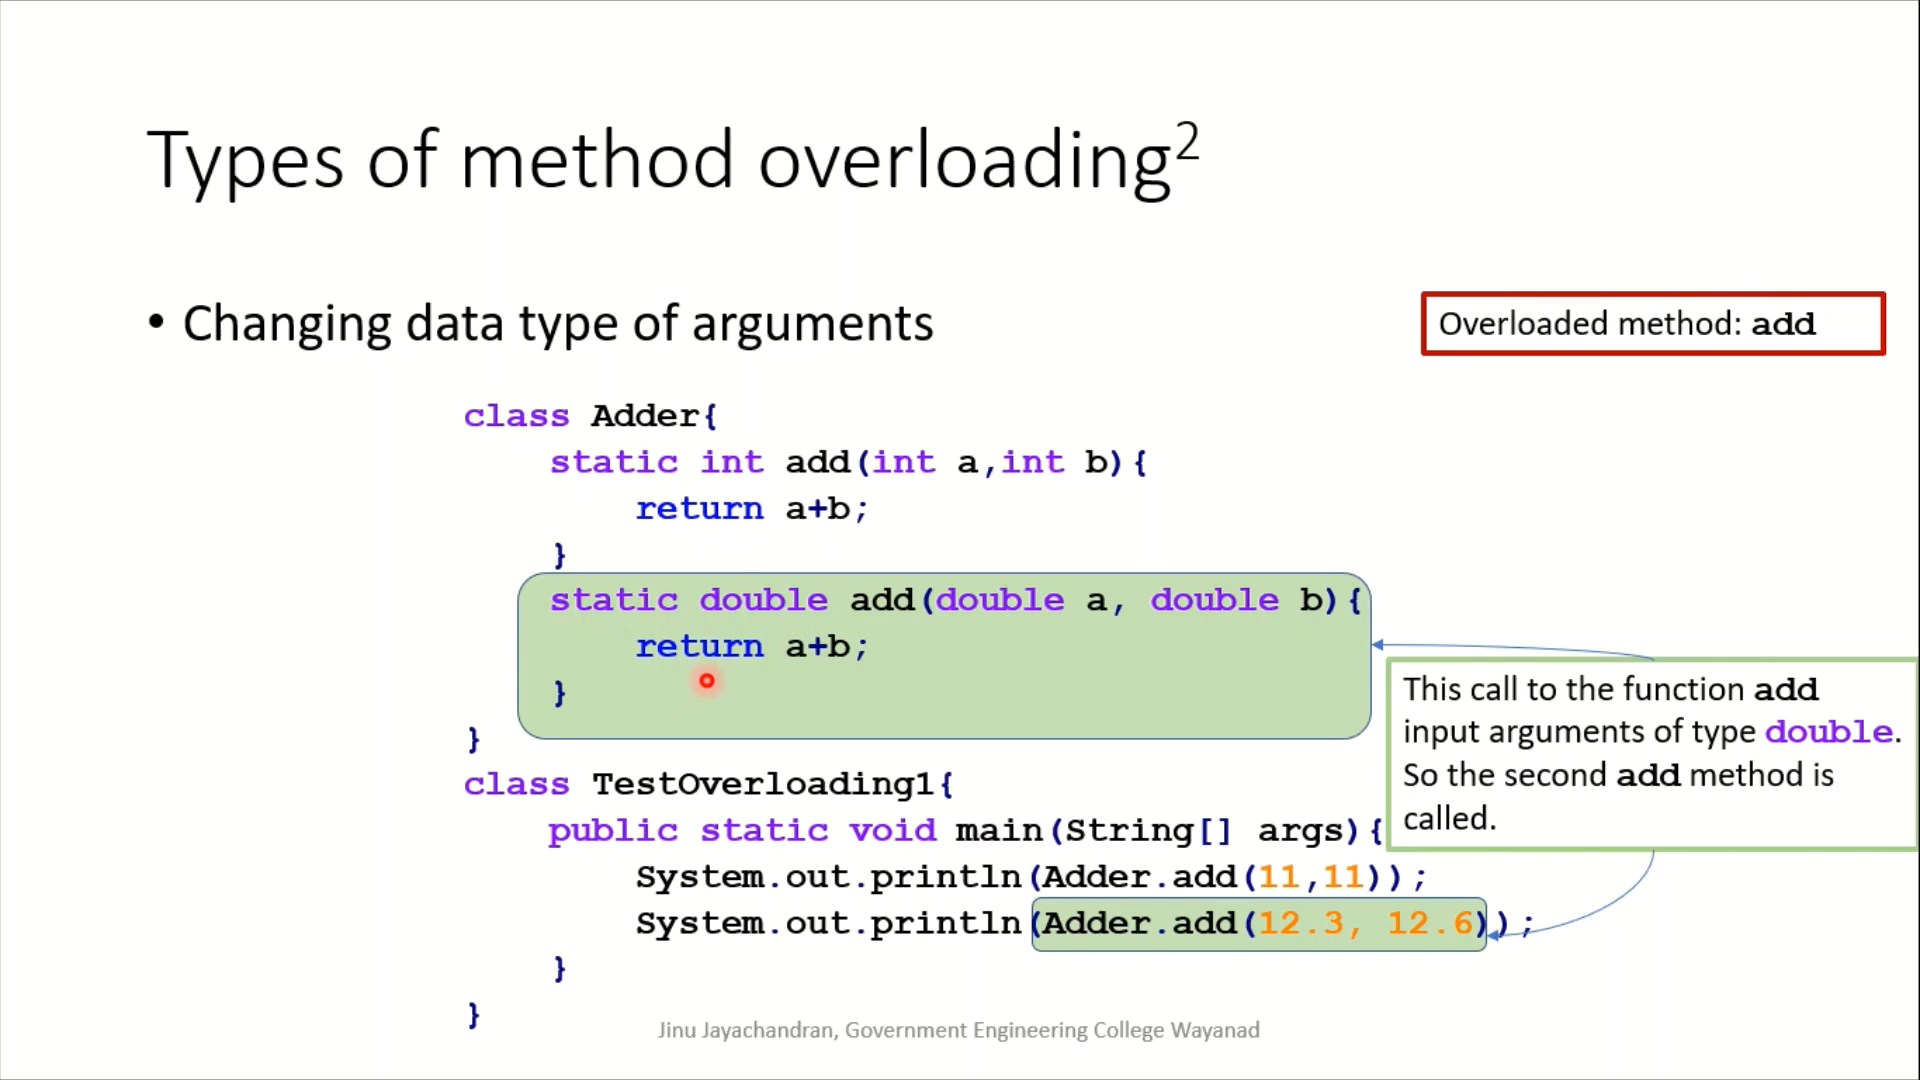 Types of method overloading²
• Changing data type of arguments
Overloaded method: add
class Adder{
static int add(int a,int b){
return a+b;
}
static double add(double a, double b){
return a+b;
}
}
This call to the function add
input arguments of type double.
So the second add method is
called.
class TestOverloading1{
public static void main(String[] args){
System.out.println(Adder.add(11,11));
System.out.println(Adder.add(12.3, 12.6));
}
}
Jinu Jayachandran, Government Engineering College Wayanad